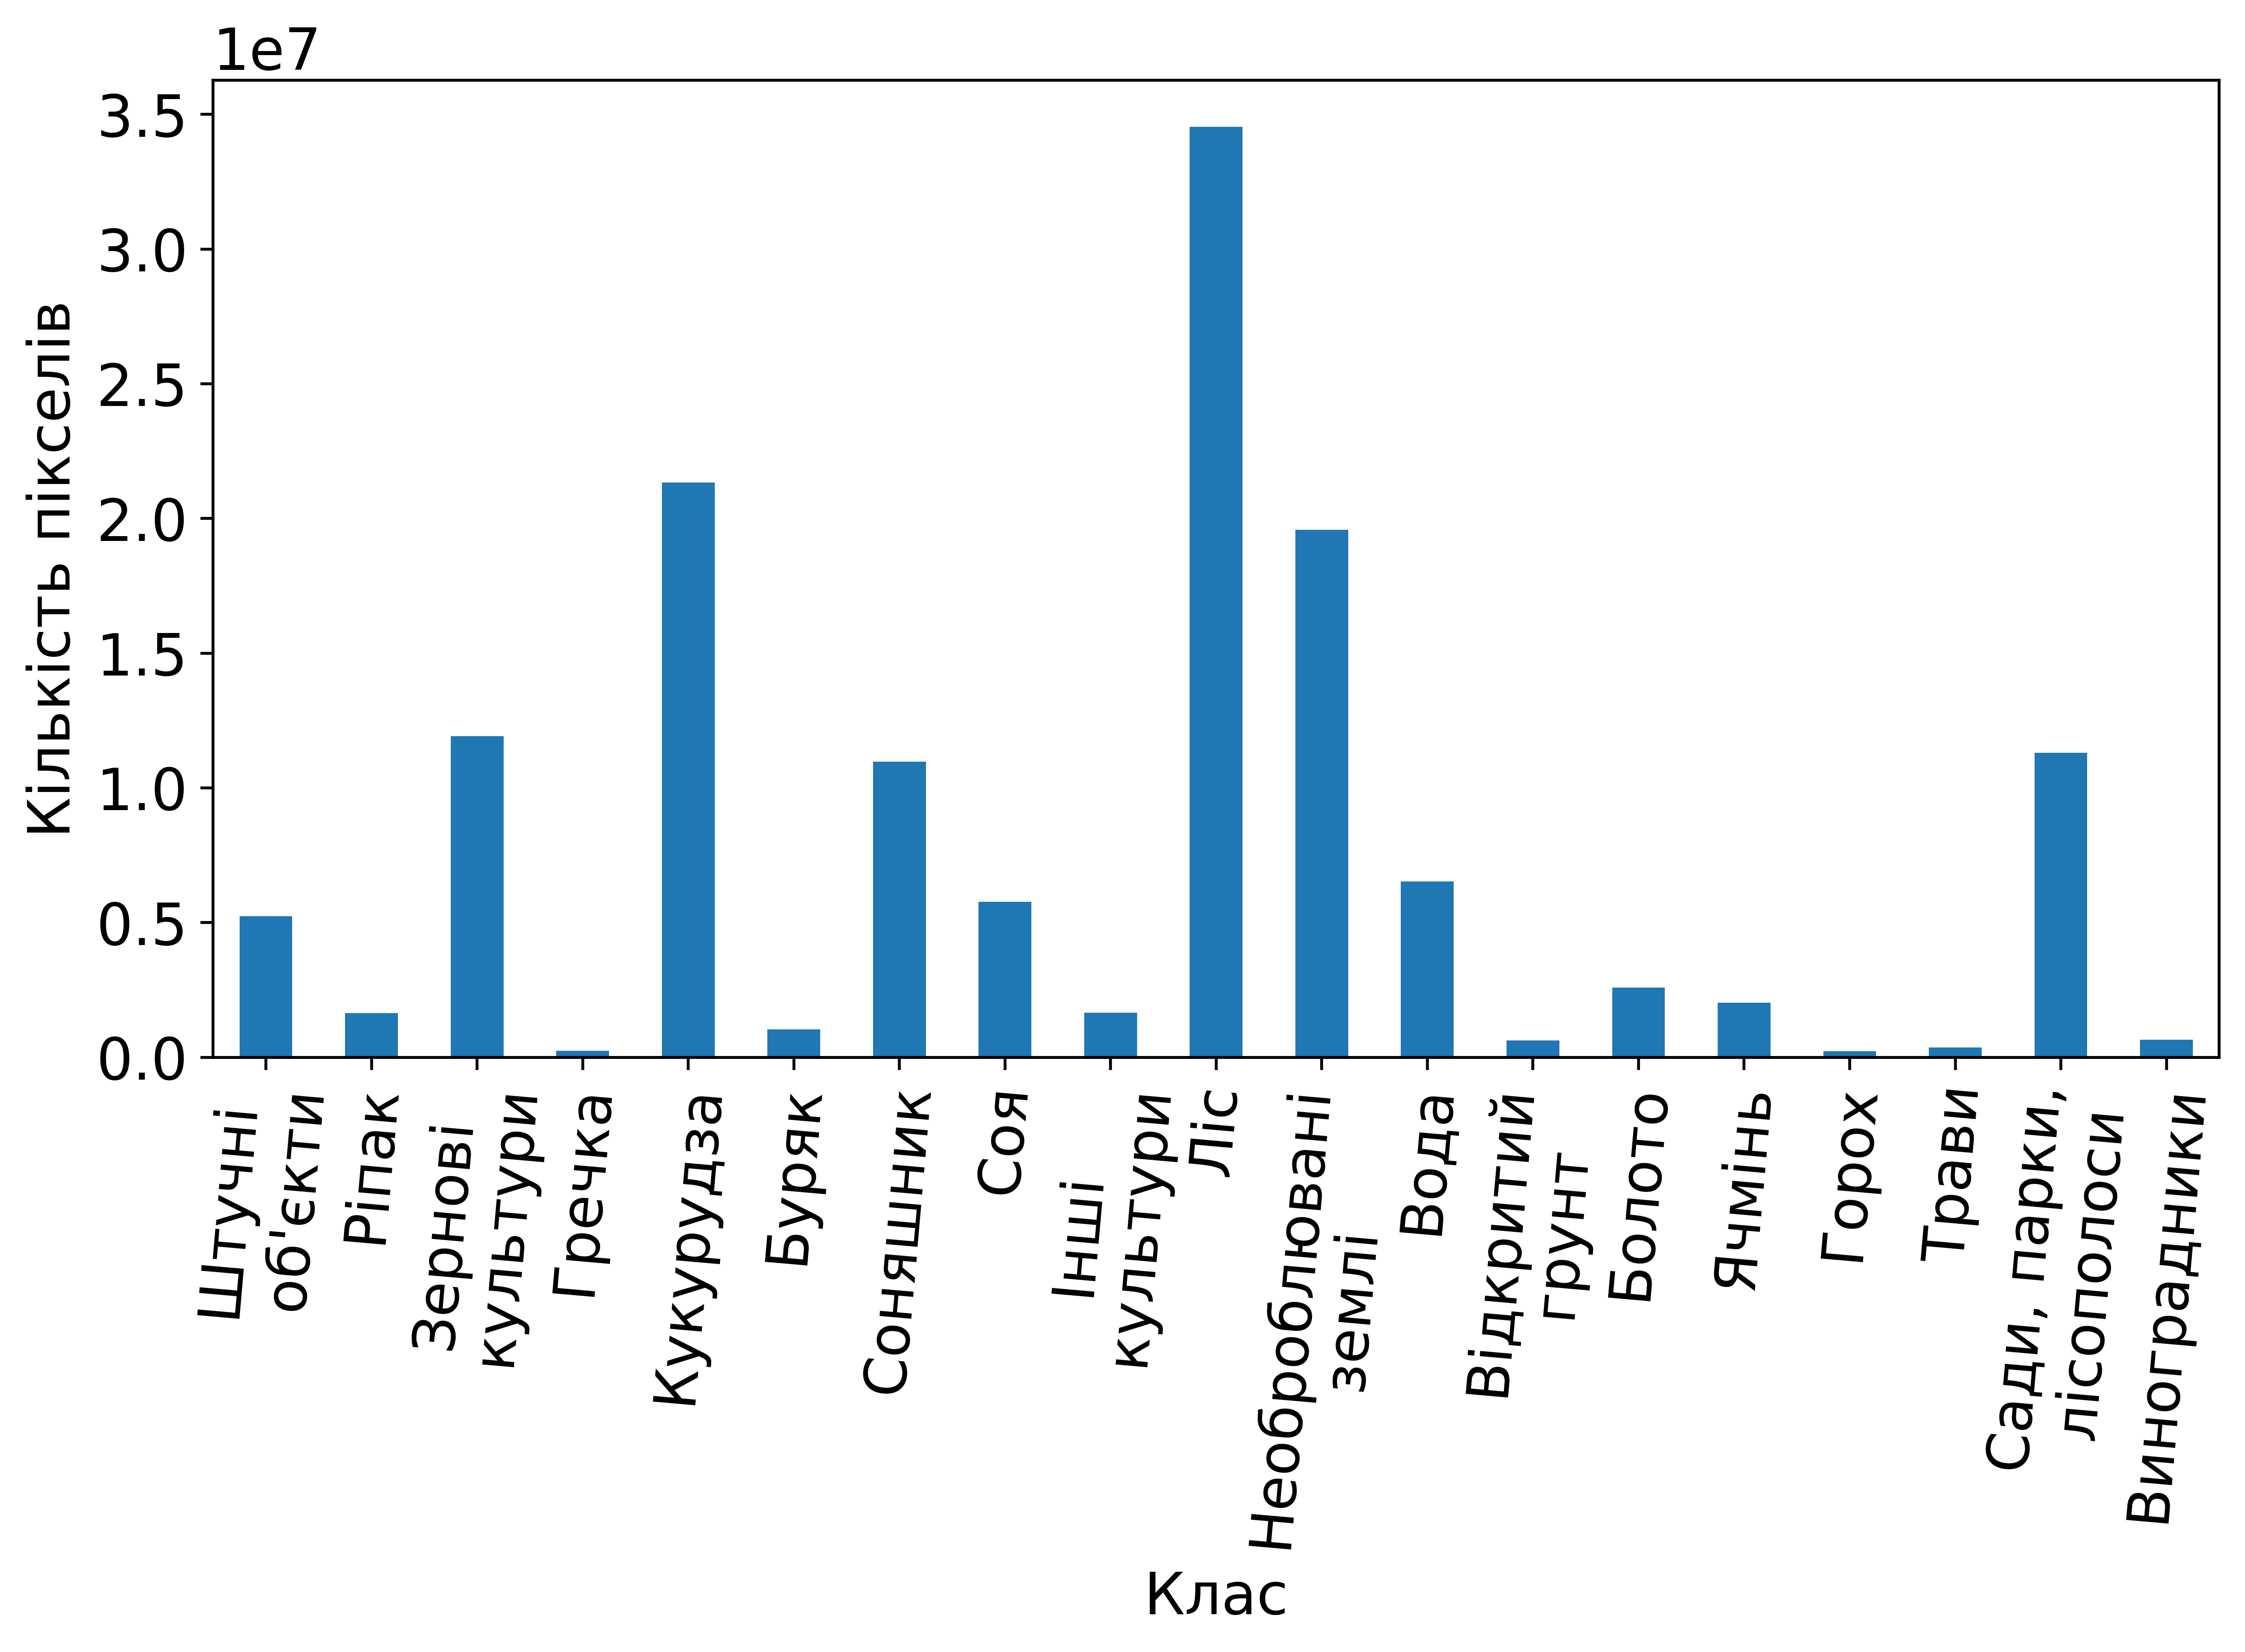 1e7
3.5
3.0
2.5
2.0
1.5
1.0
0.5
0.0
Кількість пікселів
Штучні
об'єкти
Ріпак
Зернові
культури
Гречка
Кукурудза
Буряк
Соняшник
Соя
Інші
культури
Ліс
Необроблювані
землі
Вода
Відкритий
грунт
Болото
Ячмінь
Горох
Трави
Сади, парки,
лісополоси
Виноградники
Клас